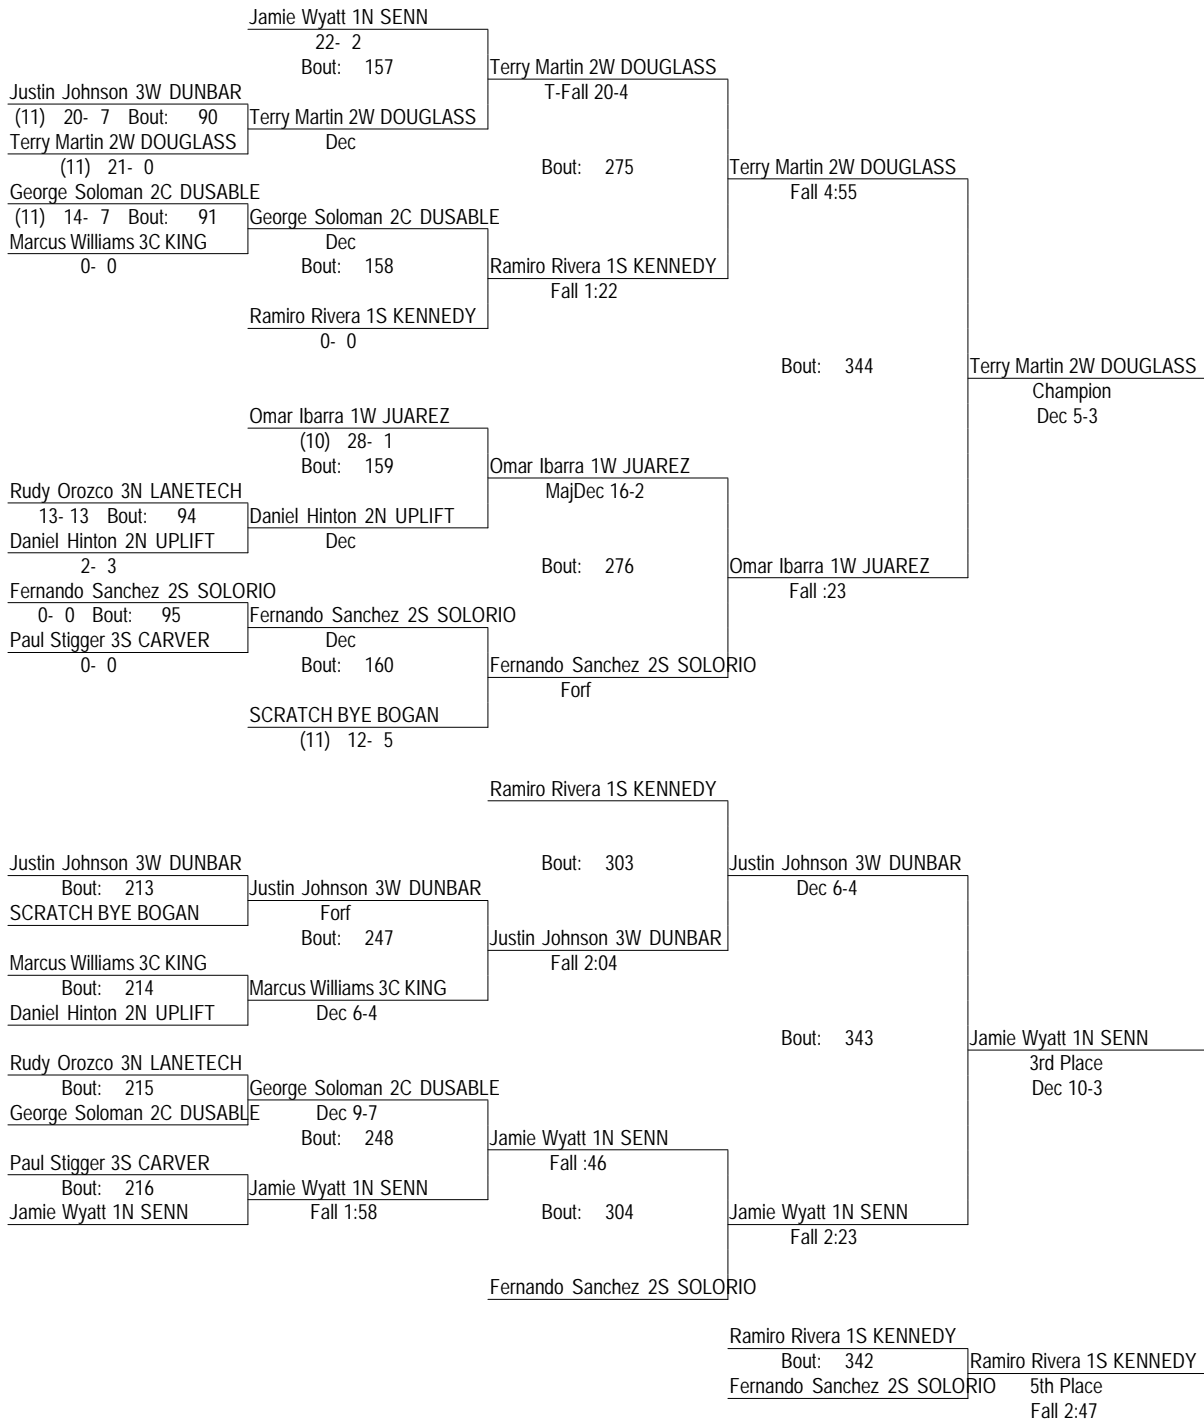 Jamie Wyatt 1N SENN
22- 2
Bout: 157
Terry Martin 2W DOUGLASS
T-Fall 20-4
Justin Johnson 3W DUNBAR
(11) 20- 7 Bout: 90
Terry Martin 2W DOUGLASS
Dec
Terry Martin 2W DOUGLASS
(11) 21- 0
Bout: 275
Terry Martin 2W DOUGLASS
Fall 4:55
George Soloman 2C DUSABLE
(11) 14- 7 Bout: 91
George Soloman 2C DUSABLE
Dec
Marcus Williams 3C KING
0- 0
Bout: 158
Ramiro Rivera 1S KENNEDY
Fall 1:22
Ramiro Rivera 1S KENNEDY
0- 0
Bout: 344
Terry Martin 2W DOUGLASS
Champion
Dec 5-3
Omar Ibarra 1W JUAREZ
(10) 28- 1
Bout: 159
Omar Ibarra 1W JUAREZ
MajDec 16-2
Rudy Orozco 3N LANETECH
13- 13 Bout: 94
Daniel Hinton 2N UPLIFT
Dec
Daniel Hinton 2N UPLIFT
2- 3
Bout: 276
Omar Ibarra 1W JUAREZ
Fall :23
Fernando Sanchez 2S SOLORIO
0- 0 Bout: 95
Fernando Sanchez 2S SOLORIO
Dec
Paul Stigger 3S CARVER
0- 0
Bout: 160
Fernando Sanchez 2S SOLORIO
Forf
SCRATCH BYE BOGAN
(11) 12- 5
Ramiro Rivera 1S KENNEDY
Bout: 303
Justin Johnson 3W DUNBAR
Dec 6-4
Justin Johnson 3W DUNBAR
Bout: 213
Justin Johnson 3W DUNBAR
Forf
SCRATCH BYE BOGAN
Bout: 247
Justin Johnson 3W DUNBAR
Fall 2:04
Marcus Williams 3C KING
Bout: 214
Marcus Williams 3C KING
Dec 6-4
Daniel Hinton 2N UPLIFT
Bout: 343
Jamie Wyatt 1N SENN
3rd Place
Dec 10-3
Rudy Orozco 3N LANETECH
Bout: 215
George Soloman 2C DUSABLE
Dec 9-7
George Soloman 2C DUSABLE
Bout: 248
Jamie Wyatt 1N SENN
Fall :46
Paul Stigger 3S CARVER
Bout: 216
Jamie Wyatt 1N SENN
Fall 1:58
Jamie Wyatt 1N SENN
Bout: 304
Jamie Wyatt 1N SENN
Fall 2:23
Fernando Sanchez 2S SOLORIO
Ramiro Rivera 1S KENNEDY
Bout: 342
Ramiro Rivera 1S KENNEDY
Fernando Sanchez 2S SOLORIO
5th Place
Fall 2:47